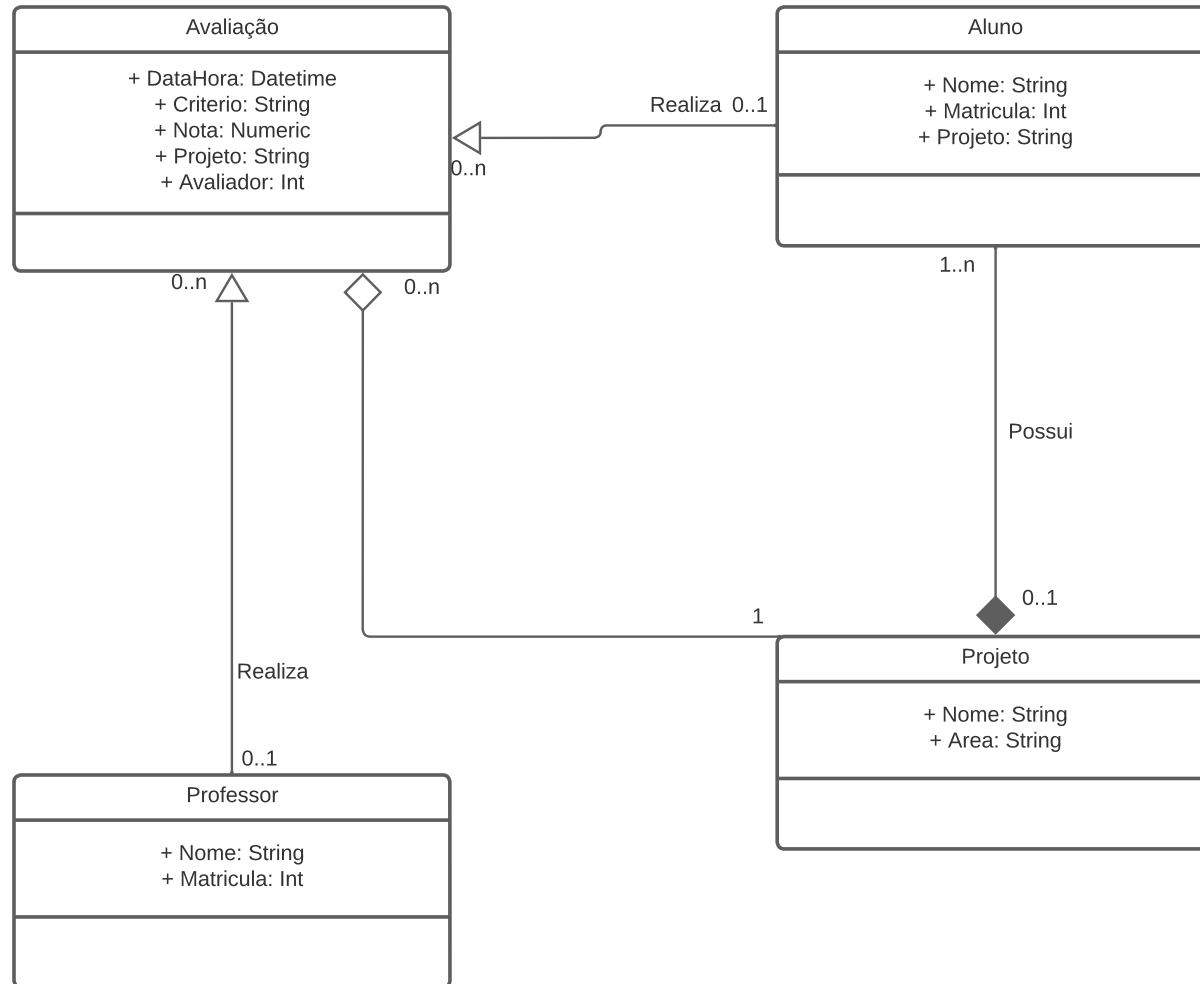 Avaliação
+ DataHora: Datetime
+ Criterio: String
+ Nota: Numeric
+ Projeto: String
+ Avaliador: Int
Realiza 0..1
0..n
Aluno
+ Nome: String
+ Matricula: Int
+ Projeto: String
0..n
0..n
1..n
Possui
0..1
1
Projeto
+ Nome: String
+ Area: String
Realiza
0..1
Professor
+ Nome: String
+ Matricula: Int